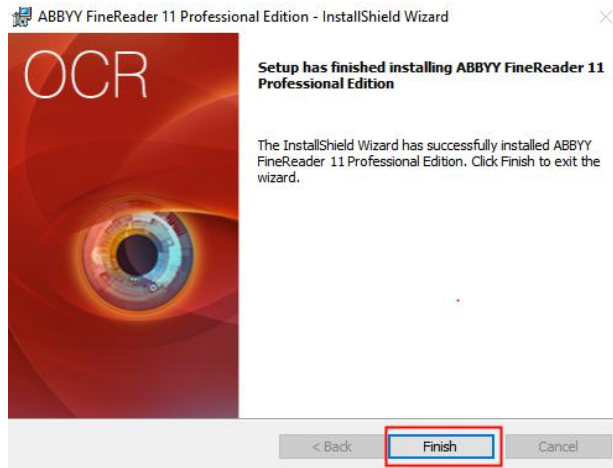 ABBYY FineReader 11 Professional Edition - InstallShield Wizard
OCR
Setup has finished installing ABBYY FineReader 11
Professional Edition
The InstallShield Wizard has successfully installed ABBYY
FineReader 11 Professional Edition. Click Finish to exit the
wizard.
< Back
Finish
Cancel